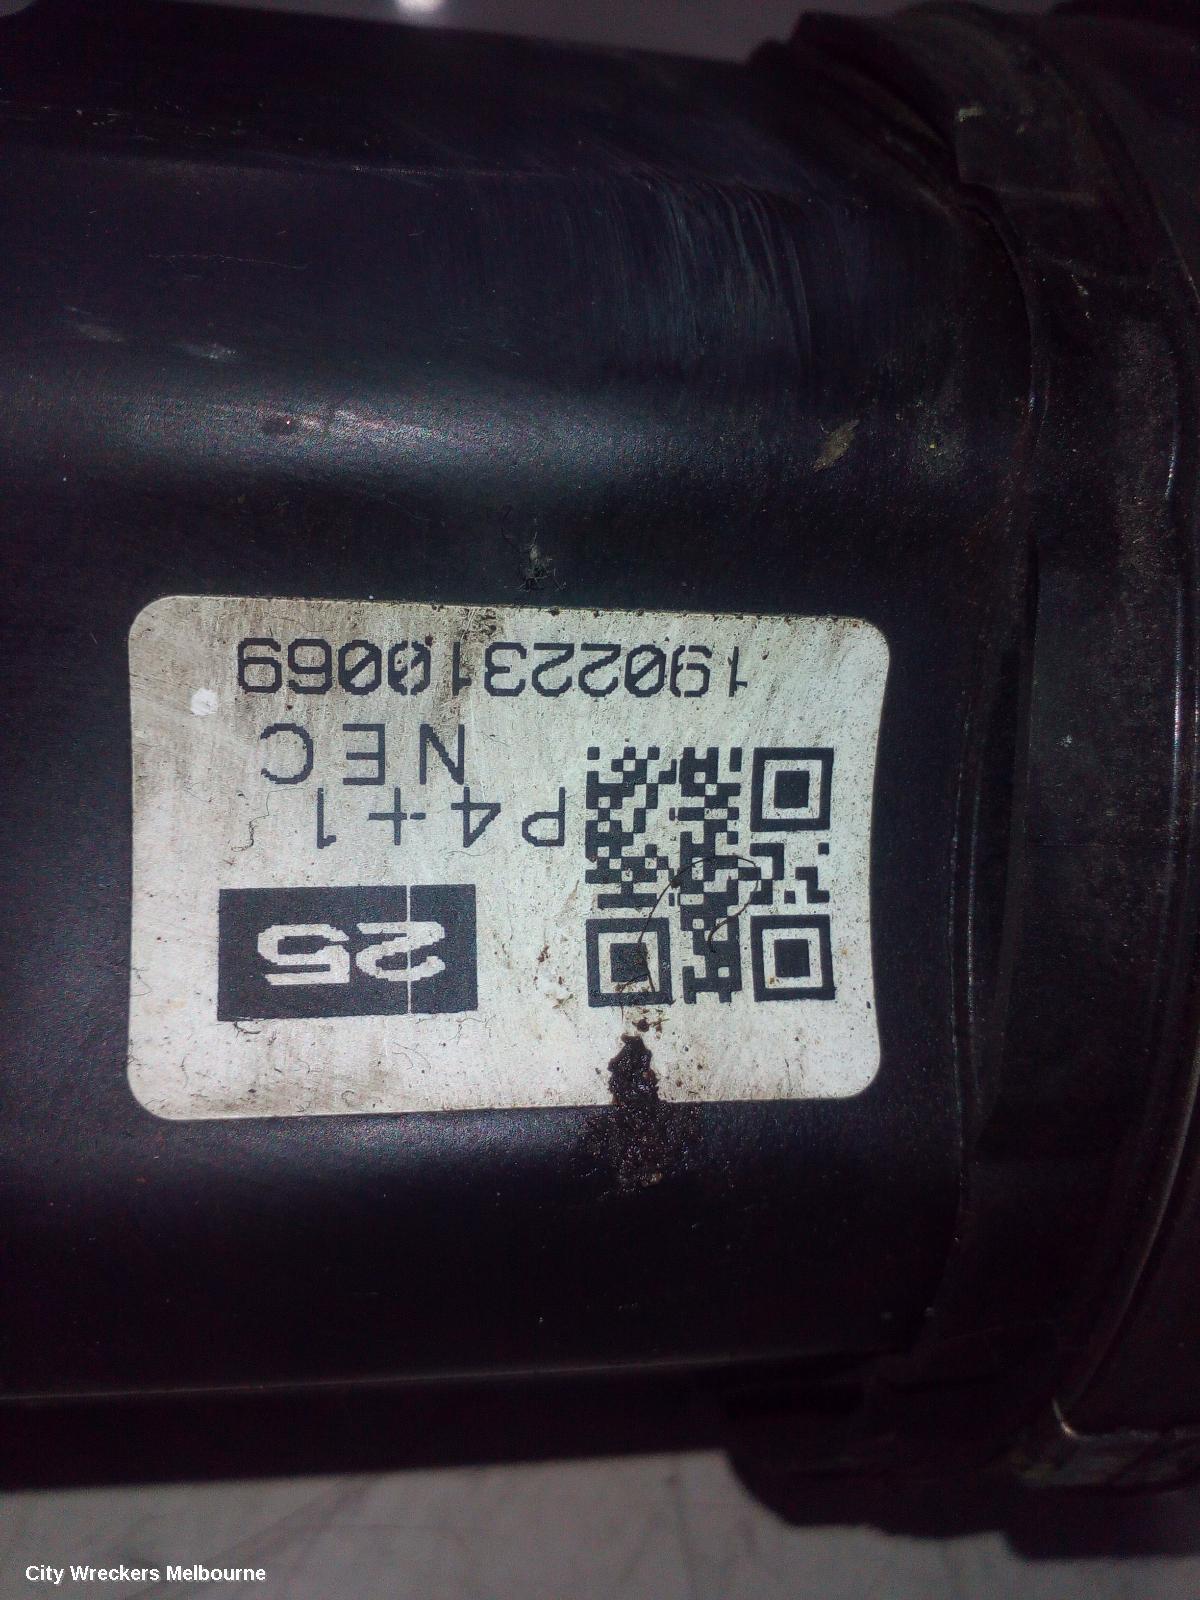 25
P4+1
NEC
19022310069
City Wreckers Melbourne